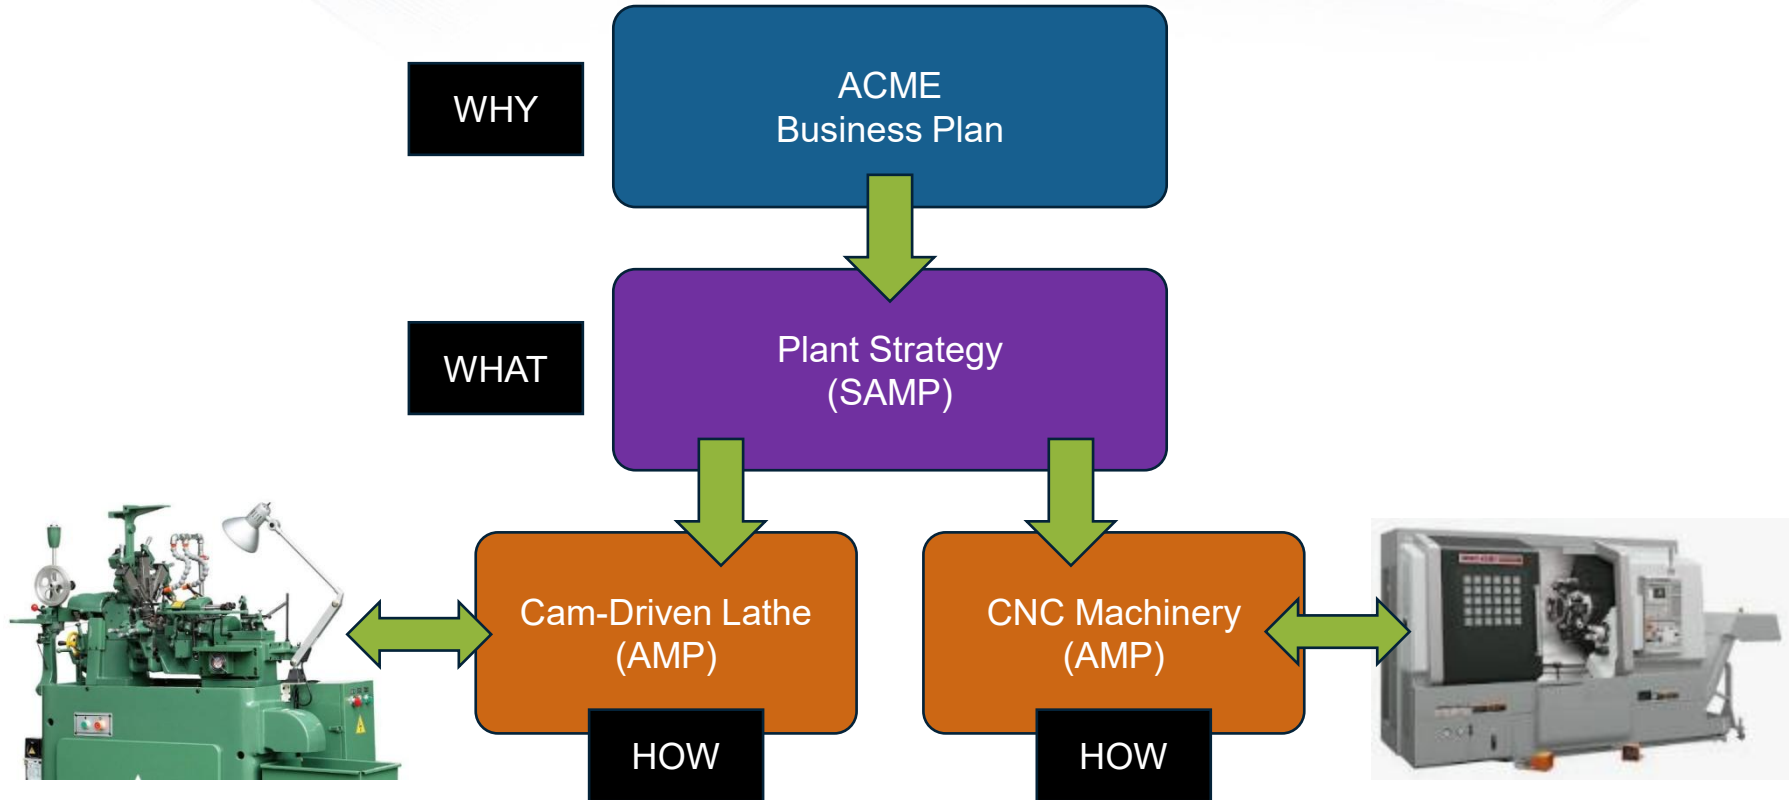 WHY
ACME
Business Plan
WHAT
Plant Strategy
(SAMP)
Cam-Driven Lathe
(AMP)
CNC Machinery
(AMP)
HOW
HOW